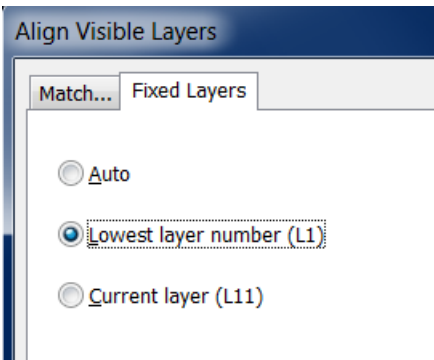 Align Visible Layers
Match... Fixed Layers
Auto
Lowest layer number (L1)
Current layer (L11)